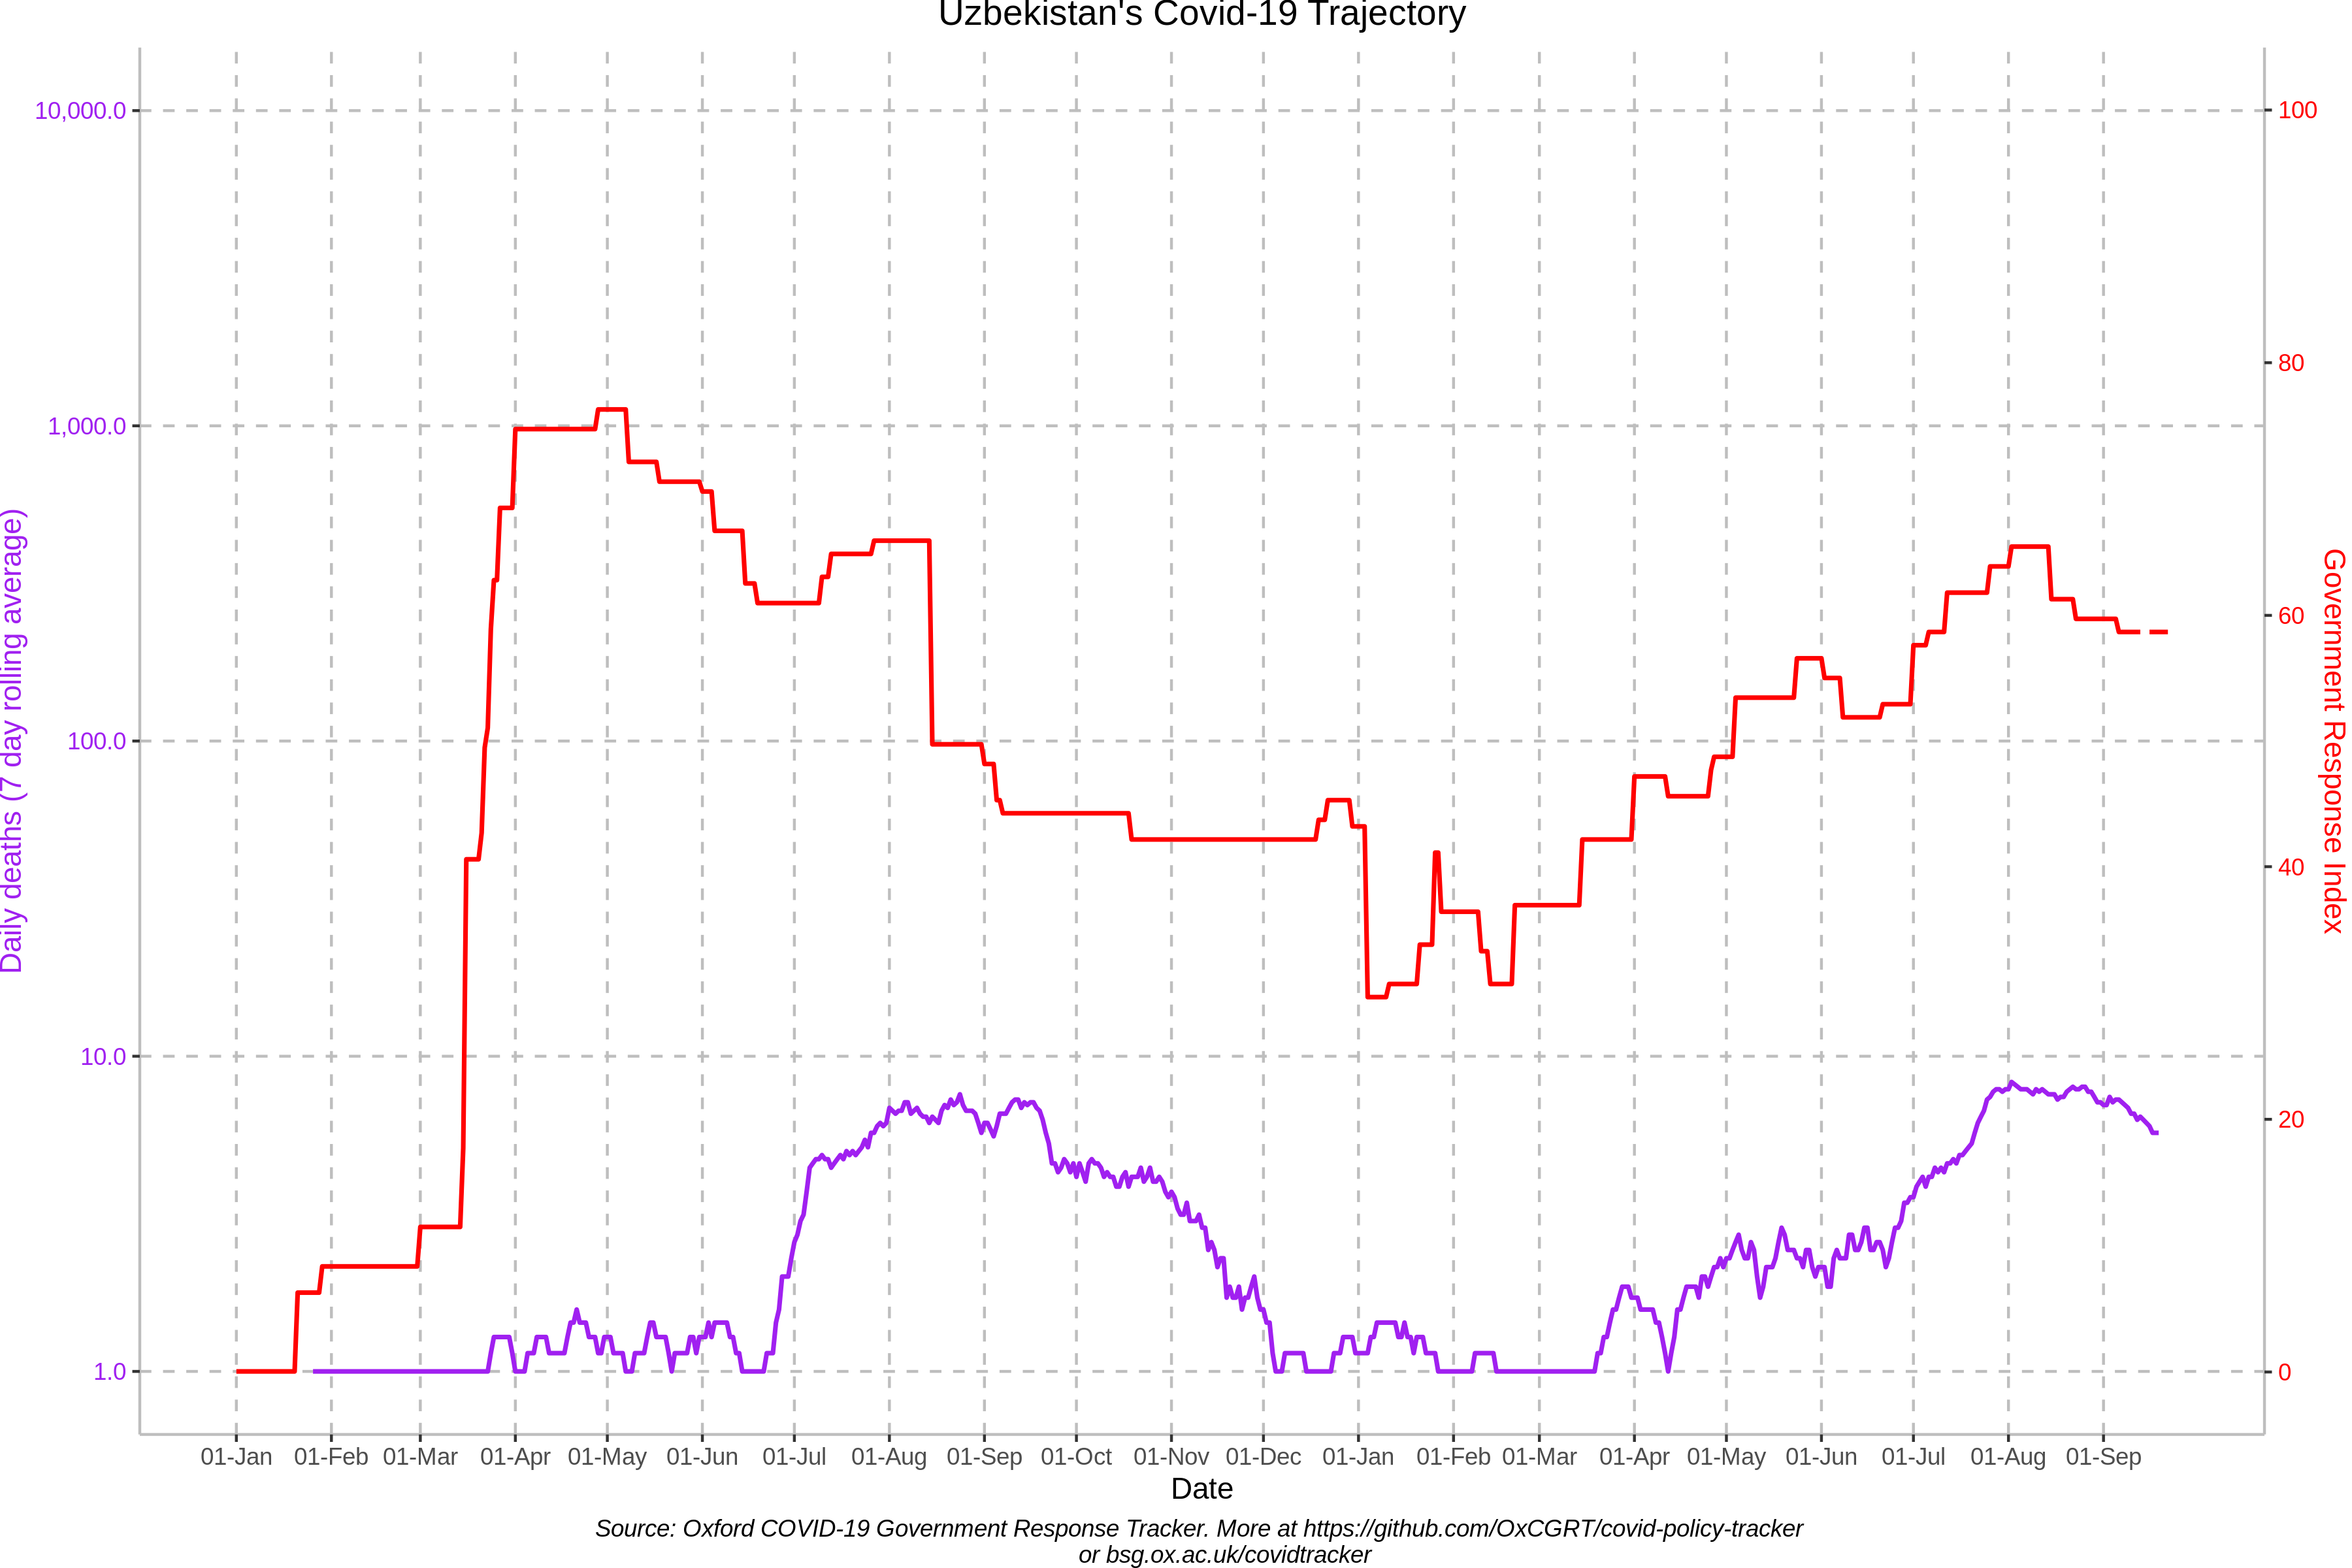 Uzbekistan's Covid-19 Trajectory
10,000.0
1,000.0
100.0
10.0
1.0
Daily deaths (7 day rolling average)
100
80
60
40
20
0
Government Response Index
01-Jan 01-Feb 01-Mar 01-Apr 01-May 01-Jun 01-Jul 01-Aug 01-Sep 01-Oct 01-Nov 01-Dec 01-Jan 01-Feb 01-Mar 01-Apr 01-May 01-Jun 01-Jul 01-Aug 01-Sep
Date
Source: Oxford COVID-19 Government Response Tracker. More at https://github.com/OxCGRT/covid-policy-tracker
or bsg.ox.ac.uk/covidtracker